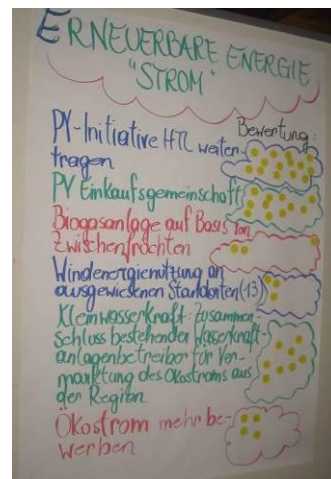 ERNEUERBARE ENERGIE
"STROM"
Bewertung:
PV-Initiative HTL weiter-
tragen
PV Einkaufsgemeinschaft
Biogasanlage auf Basis von
Zwischenfrüchten
Windenergienutzung an
ausgewiesenen Standorten (13)
Kleinwasserkraft: Zusammen-
schluss bestehender Wasserkraft-
anlagenbetreiber für Ver-
marktung des Ökostroms aus
der Region
Ökostrom mehr be-
werben